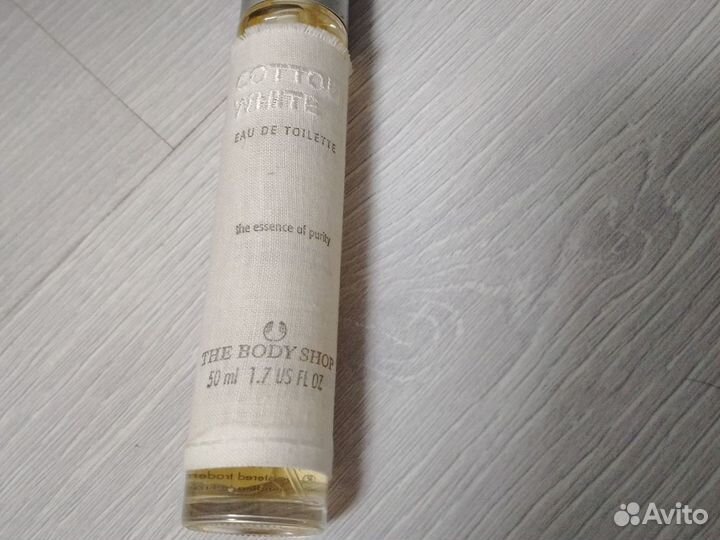 COTTON
WHITE
EAU DE TOILETTE
the essence of purity
THE BODY SHOP
50 ml 1.7 US FL OZ
Avito